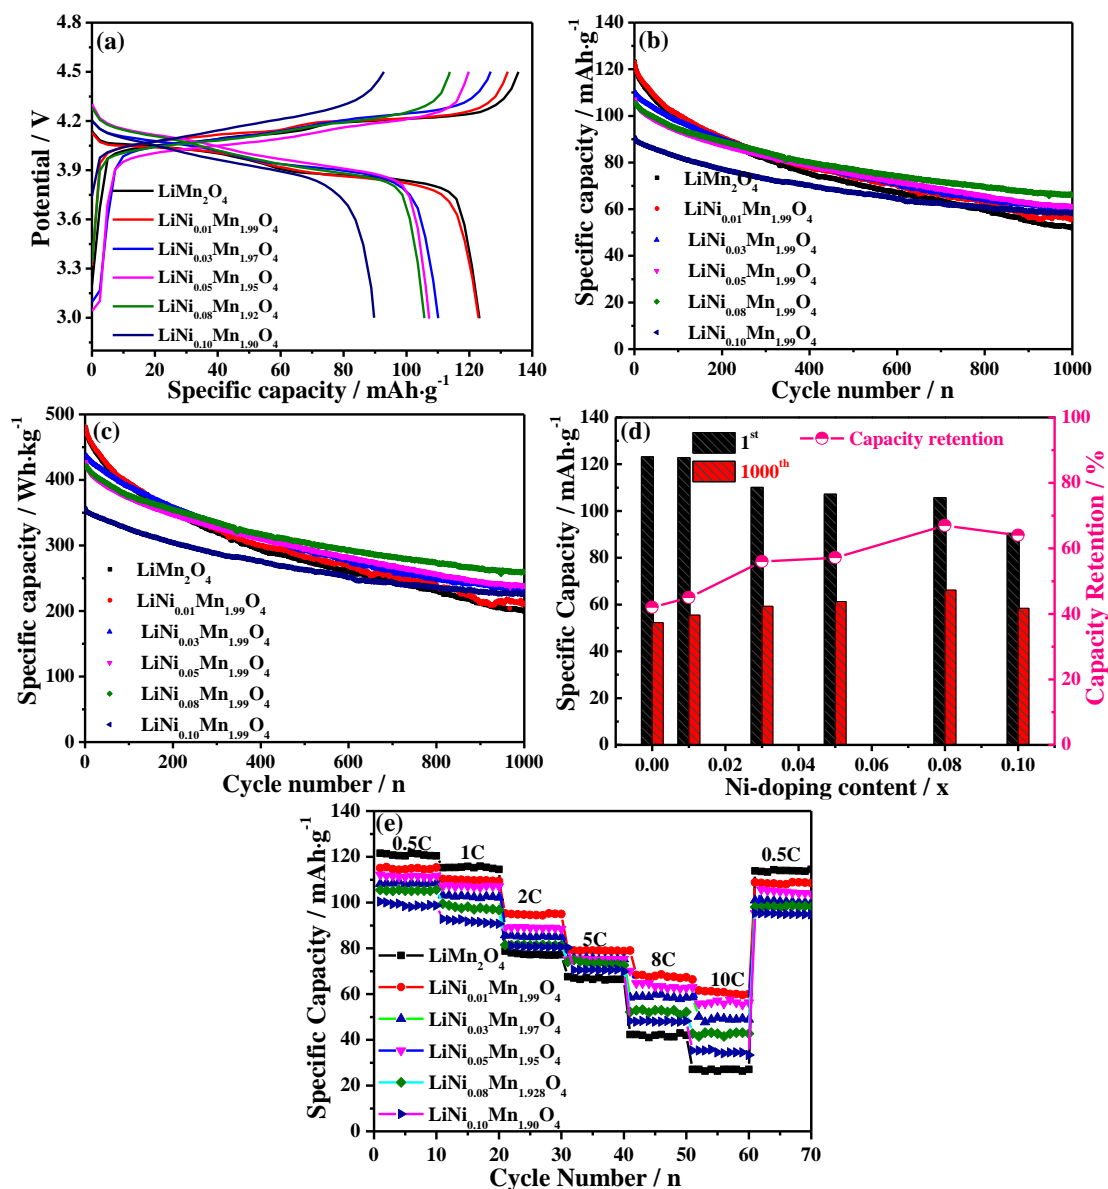 (a)
Potential / V
4.8
4.5
4.2
3.9
3.6
3.3
3.0
LiMn₂O₄
LiNi₀.₀₁Mn₁.₉₉O₄
LiNi₀.₀₃Mn₁.₉₇O₄
LiNi₀.₀₅Mn₁.₉₅O₄
LiNi₀.₀₈Mn₁.₉₂O₄
LiNi₀.₁₀Mn₁.₉₀O₄
0 20 40 60 80 100 120 140
Specific capacity / mAh·g⁻¹
(b)
Specific capacity / mAh·g⁻¹
140
120
100
80
60
40
20
0
LiMn₂O₄
LiNi₀.₀₁Mn₁.₉₉O₄
LiNi₀.₀₃Mn₁.₉₉O₄
LiNi₀.₀₅Mn₁.₉₉O₄
LiNi₀.₀₈Mn₁.₉₉O₄
LiNi₀.₁₀Mn₁.₉₉O₄
0 200 400 600 800 1000
Cycle number / n
(c)
Specific capacity / Wh·kg⁻¹
500
400
300
200
100
0
LiMn₂O₄
LiNi₀.₀₁Mn₁.₉₉O₄
LiNi₀.₀₃Mn₁.₉₉O₄
LiNi₀.₀₅Mn₁.₉₉O₄
LiNi₀.₀₈Mn₁.₉₉O₄
LiNi₀.₁₀Mn₁.₉₉O₄
0 200 400 600 800 1000
Cycle number / n
(d)
Specific Capacity / mAh·g⁻¹
140
120
100
80
60
40
20
0
1ˢᵗ
1000ᵗʰ
Capacity retention
100
80
60
40
20
0
Capacity Retention / %
0.00 0.02 0.04 0.06 0.08 0.10
Ni-doping content / x
(e)
Specific Capacity / mAh·g⁻¹
140
120
100
80
60
40
20
0
0.5C
1C
2C
5C
8C
10C
0.5C
LiMn₂O₄
LiNi₀.₀₁Mn₁.₉₉O₄
LiNi₀.₀₃Mn₁.₉₇O₄
LiNi₀.₀₅Mn₁.₉₅O₄
LiNi₀.₀₈Mn₁.₉₂₈O₄
LiNi₀.₁₀Mn₁.₉₀O₄
0 10 20 30 40 50 60 70
Cycle Number / n